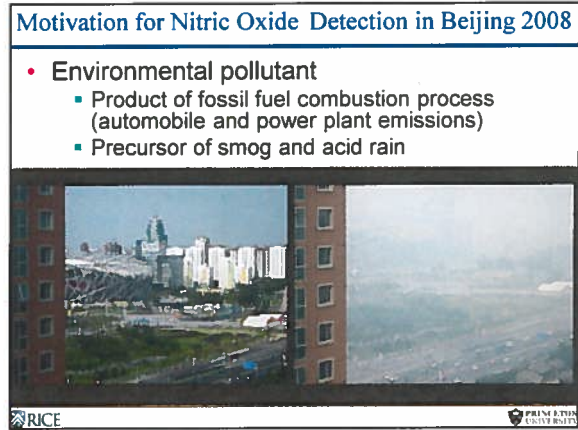 Motivation for Nitric Oxide Detection in Beijing 2008
• Environmental pollutant
▪ Product of fossil fuel combustion process
(automobile and power plant emissions)
▪ Precursor of smog and acid rain
RICE
PRINCETON
UNIVERSITY